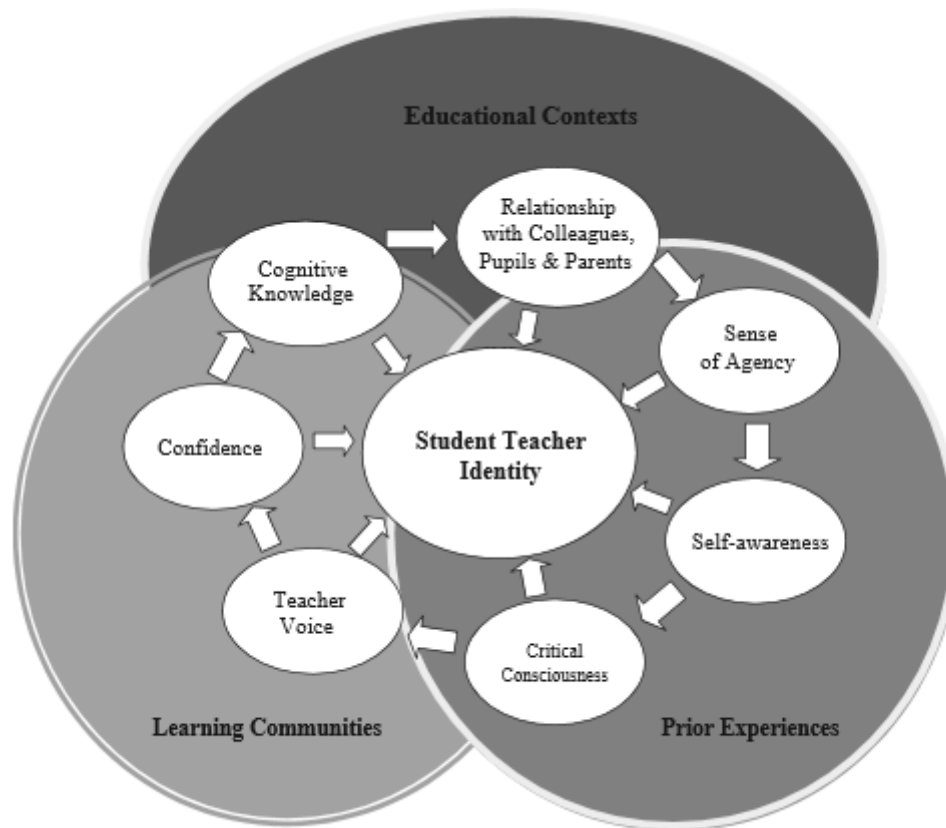 Educational Contexts
Relationship
with Colleagues,
Pupils & Parents
Cognitive
Knowledge
Sense
of Agency
Student Teacher
Identity
Confidence
Self-awareness
Teacher
Voice
Critical
Consciousness
Learning Communities
Prior Experiences